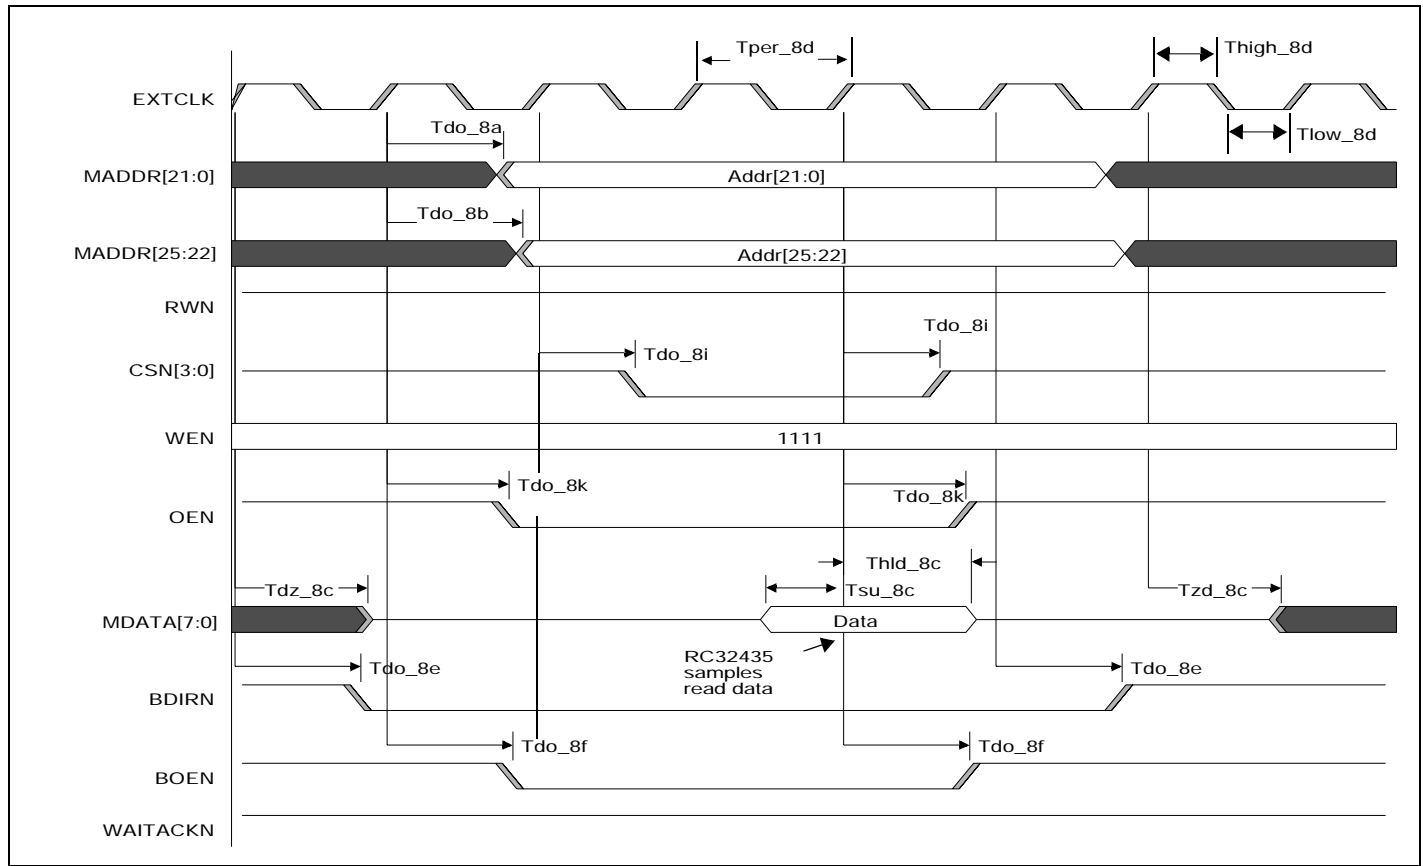 Tper_8d
Thigh_8d
EXTCLK
Tdo_8a
Tlow_8d
MADDR[21:0]
Addr[21:0]
Tdo_8b
MADDR[25:22]
Addr[25:22]
RWN
Tdo_8i
Tdo_8i
CSN[3:0]
WEN
1111
Tdo_8k
Tdo_8k
OEN
Thld_8c
Tdz_8c
Tsu_8c
Tzd_8c
MDATA[7:0]
Data
RC32435
samples
read data
Tdo_8e
Tdo_8e
BDIRN
Tdo_8f
Tdo_8f
BOEN
WAITACKN